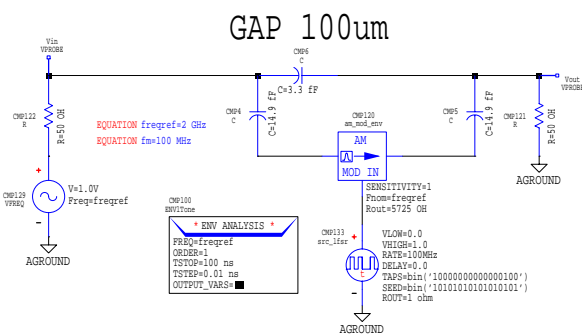 GAP 100um
Vin
VPROBE
CMP6
C
C=3.3 fF
Vout
VPROBE
CMP122
R
R=50 OH
EQUATION freqref=2 GHz
EQUATION fm=100 MHz
CMP4
C
C=14.9 fF
CMP120
am_mod_env
AM
MOD IN
CMP5
C
C=14.9 fF
CMP121
R
R=50 OH
AGROUND
SENSITIVITY=1
Fnom=freqref
Rout=5725 OH
CMP129
VFREQ
+
V=1.0V
Freq=freqref
-
AGROUND
CMP100
ENV1Tone
* ENV ANALYSIS *
FREQ=freqref
ORDER=1
TSTOP=100 ns
TSTEP=0.01 ns
OUTPUT_VARS=
CMP133
src_lfsr
+
t
-
VLOW=0.0
VHIGH=1.0
RATE=100MHz
DELAY=0.0
TAPS=bin('10000000000000100')
SEED=bin('10101010101010101')
ROUT=1 ohm
AGROUND